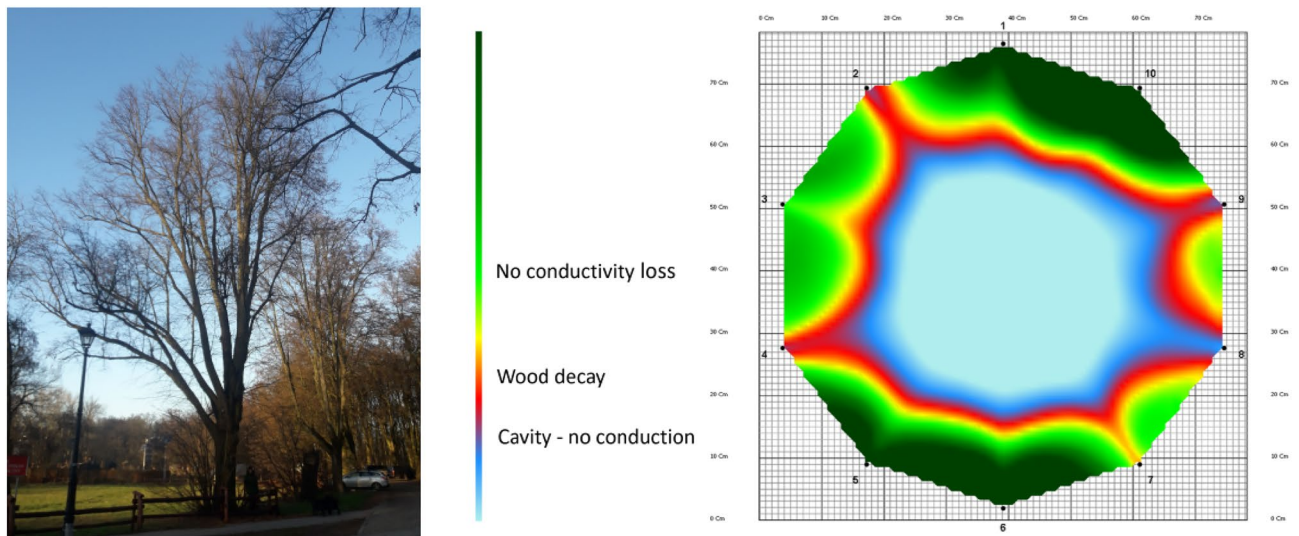 No conductivity loss
Wood decay
Cavity - no conduction
0 Cm 10 Cm 20 Cm 30 Cm 40 Cm 50 Cm 60 Cm 70 Cm
1
2
10
70 Cm 70 Cm
60 Cm 60 Cm
3
9
50 Cm 50 Cm
40 Cm 40 Cm
30 Cm 30 Cm
4
8
20 Cm 20 Cm
10 Cm 10 Cm
5
7
0 Cm 0 Cm
6